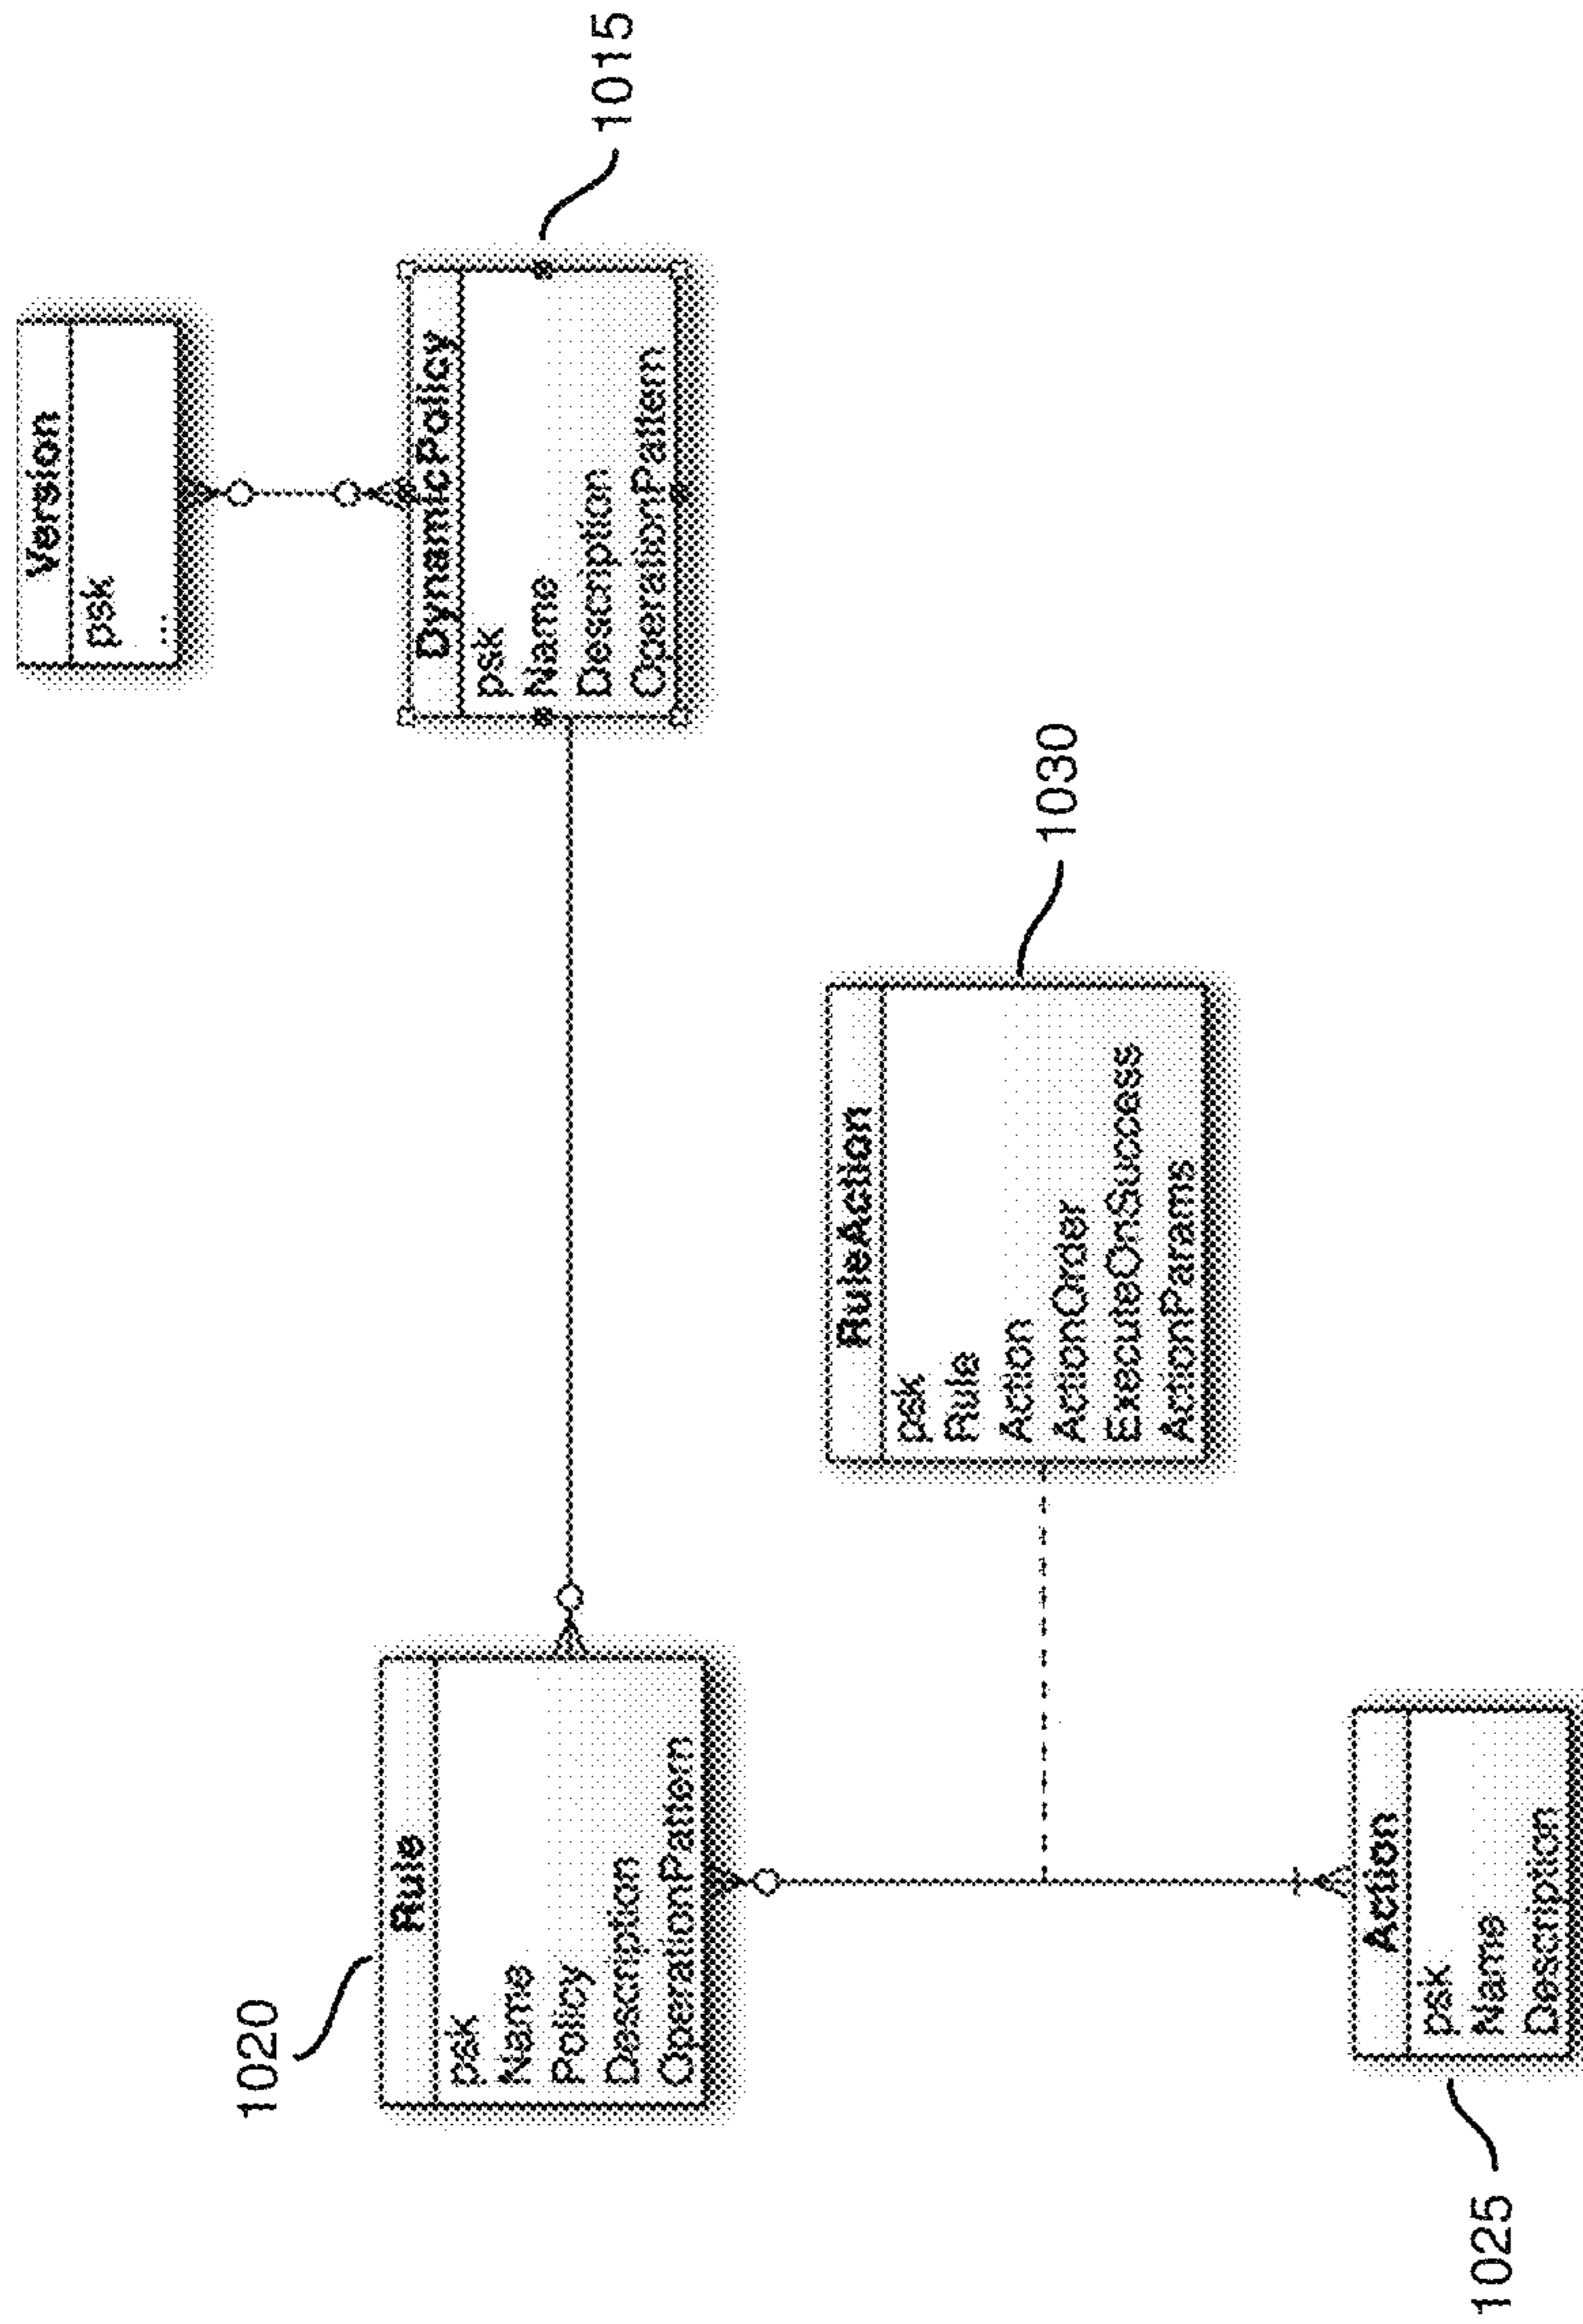 Version
psk
...
1020
Rule
psk
Name
Policy
Description
OperationPattern
DynamicPolicy
psk
Name
Description
OperationPattern
1015
RuleAction
psk
Rule
Action
ActionOrder
ExecuteOnSuccess
ActionParams
1030
Action
psk
Name
Description
1025